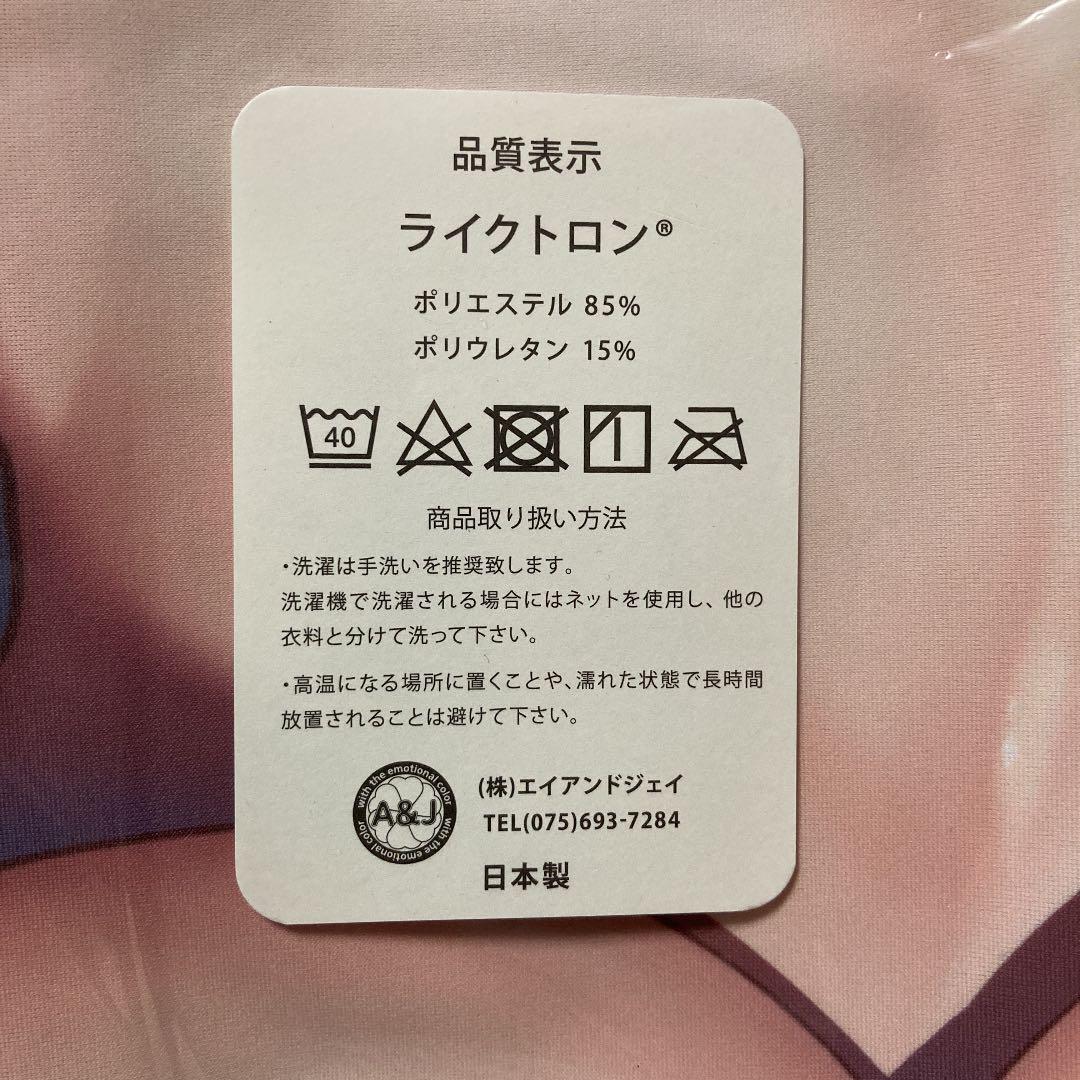 品質表示
ライクトロン®
ポリエステル 85%
ポリウレタン 15%
40
商品取り扱い方法
・洗濯は手洗いを推奨致します。
洗濯機で洗濯される場合にはネットを使用し、他の
衣料と分けて洗って下さい。
・高温になる場所に置くことや、濡れた状態で長時間
放置されることは避けて下さい。
with the emotional color
A&J
with the emotional color
(株)エイアンドジェイ
TEL(075)693-7284
日本製